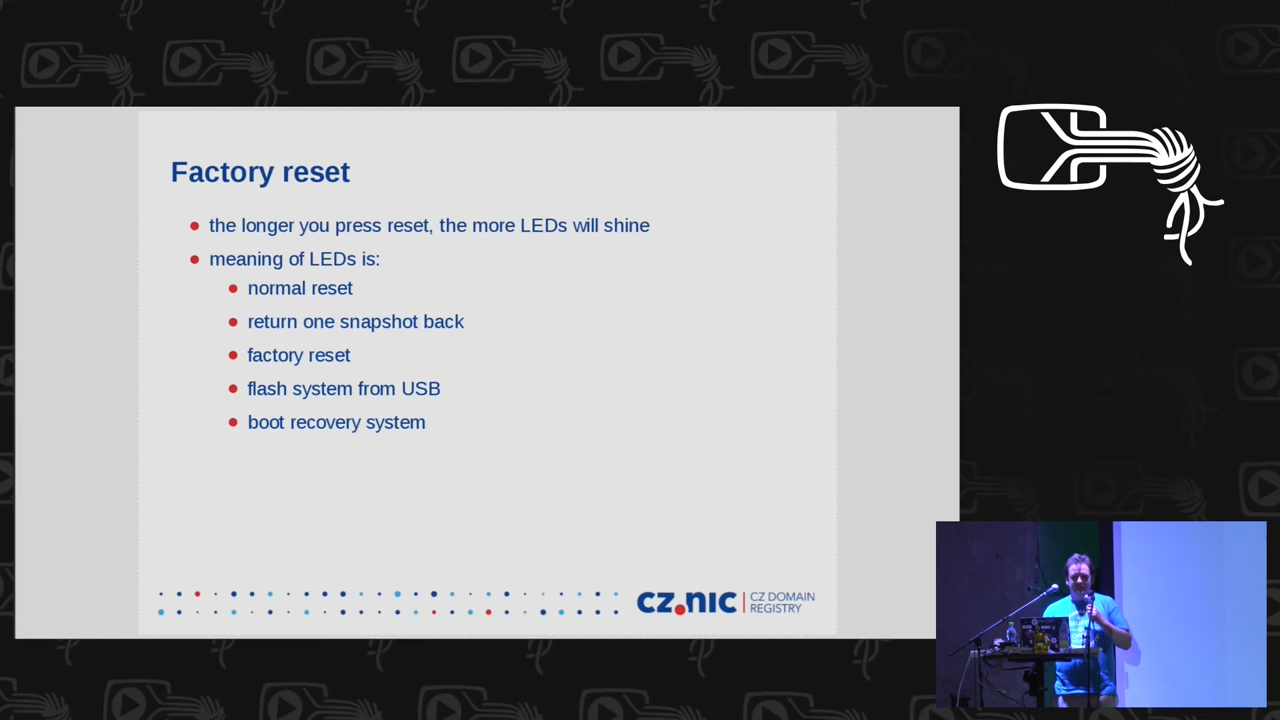 Factory reset
the longer you press reset, the more LEDs will shine
meaning of LEDs is:
normal reset
return one snapshot back
factory reset
flash system from USB
boot recovery system
CZ.NIC
CZ DOMAIN
REGISTRY